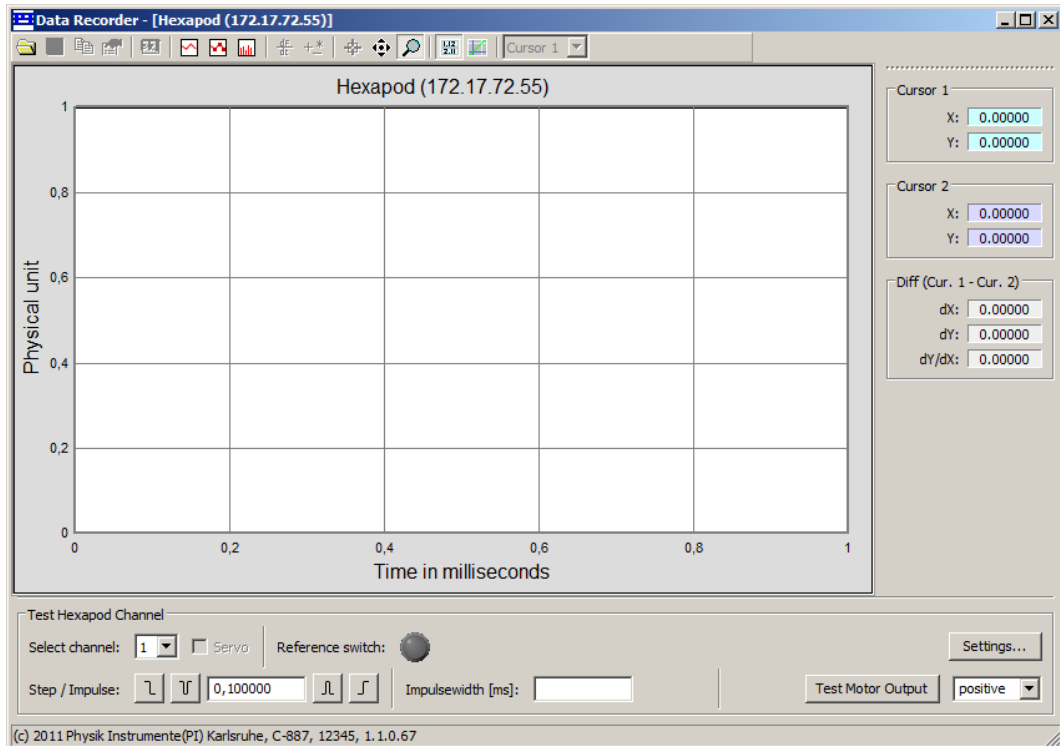 Data Recorder - [Hexapod (172.17.72.55)]
Cursor 1
Hexapod (172.17.72.55)
1
0,8
0,6
0,4
0,2
0
Physical unit
0 0,2 0,4 0,6 0,8 1
Time in milliseconds
Cursor 1
X: 0.00000
Y: 0.00000
Cursor 2
X: 0.00000
Y: 0.00000
Diff (Cur. 1 - Cur. 2)
dX: 0.00000
dY: 0.00000
dY/dX: 0.00000
Test Hexapod Channel
Select channel: 1 Servo Reference switch: Settings...
Step / Impulse: 0,100000 Impulsewidth [ms]: Test Motor Output positive
(c) 2011 Physik Instrumente(PI) Karlsruhe, C-887, 12345, 1.1.0.67